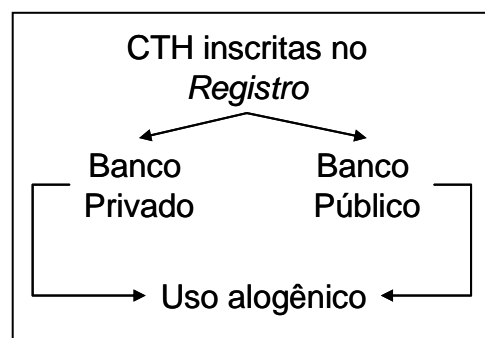 CTH inscritas no
Registro
Banco
Privado
Banco
Público
Uso alogênico